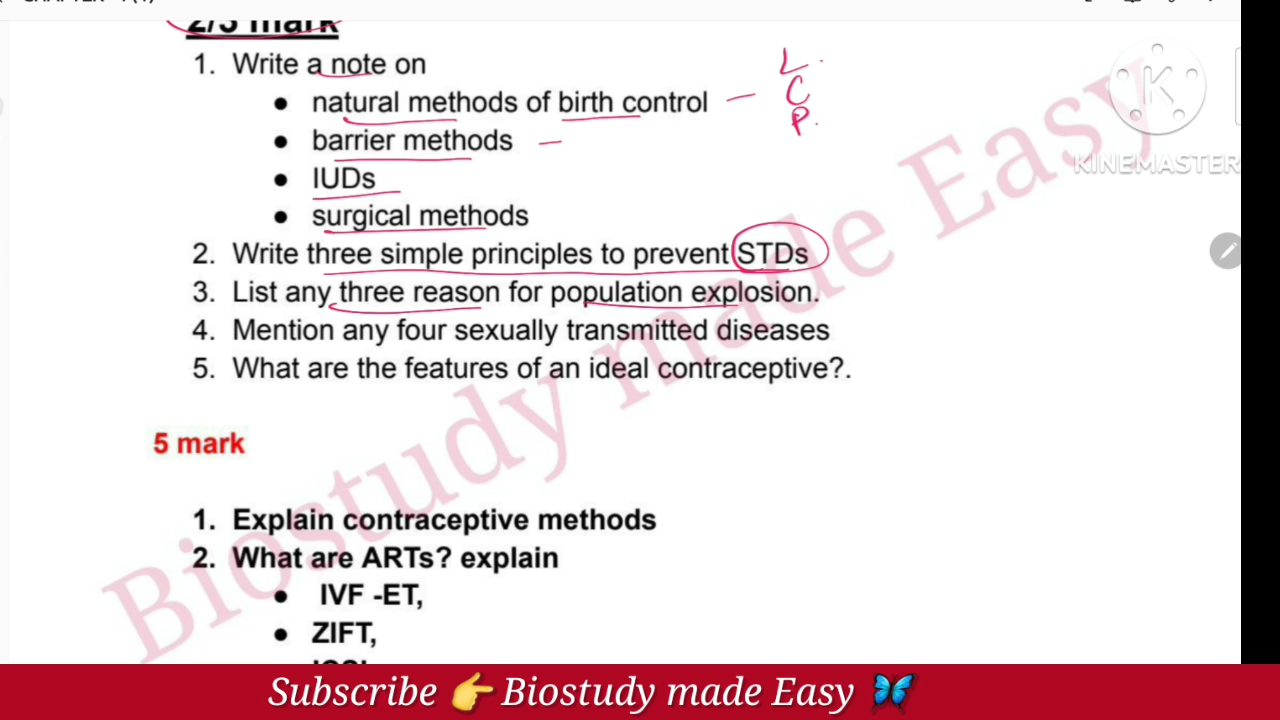 2/3 mark
1. Write a note on
● natural methods of birth control
L.
C
P.
● barrier methods
● IUDs
● surgical methods
2. Write three simple principles to prevent STDs
3. List any three reason for population explosion.
4. Mention any four sexually transmitted diseases
5. What are the features of an ideal contraceptive?.
5 mark
1. Explain contraceptive methods
2. What are ARTs? explain
● IVF -ET,
● ZIFT,
Biostudy made Easy
K
KINEMASTER
Subscribe 👉 Biostudy made Easy 🦋